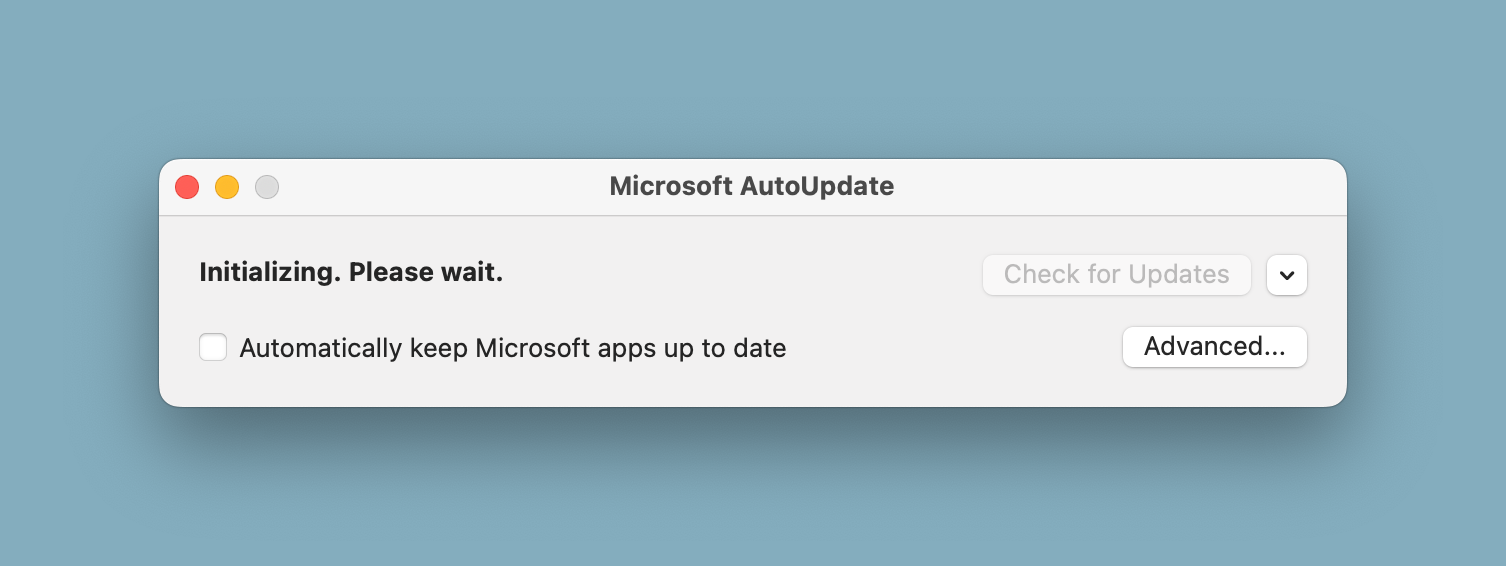 Microsoft AutoUpdate
Initializing. Please wait.
Check for Updates
Automatically keep Microsoft apps up to date
Advanced...